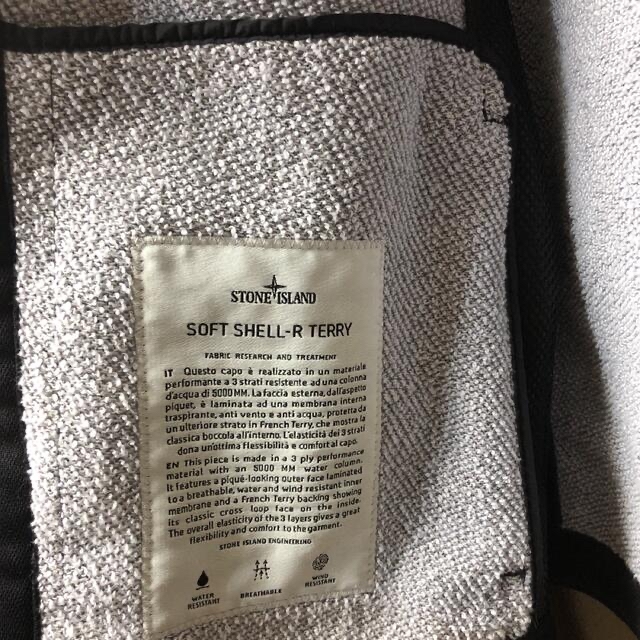 STONE ISLAND
SOFT SHELL-R TERRY
FABRIC RESEARCH AND TREATMENT
IT Questo capo è realizzato in un materiale
performante a 3 strati resistente ad una colonna
d'acqua di 5000MM. La faccia esterna, dall'aspetto
piquet, è laminata ad una membrana interna
traspirante, anti vento e anti acqua, protetta da
un ulteriore strato in French Terry, che mostra la
classica boccola all'interno. L'elasticità dei 3 strati
dona un'ottima flessibilità e comfort al capo.
EN This piece is made in a 3 ply performance
material with an 5000 MM water column.
It features a piqué-looking outer face laminated
to a breathable, water and wind resistant inner
membrane and a French Terry backing showing
its classic cross loop face on the inside.
The overall elasticity of the 3 layers gives a great
flexibility and comfort to the garment.
STONE ISLAND ENGINEERING
WATER RESISTANT
BREATHABLE
WIND RESISTANT